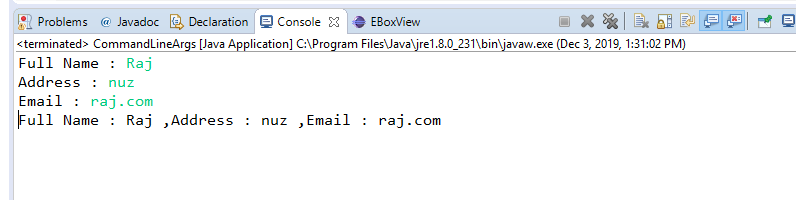 Problems @ Javadoc Declaration Console EBoxView
<terminated> CommandLineArgs [Java Application] C:\Program Files\Java\jre1.8.0_231\bin\javaw.exe (Dec 3, 2019, 1:31:02 PM)
Full Name : Raj
Address : nuz
Email : raj.com
Full Name : Raj ,Address : nuz ,Email : raj.com